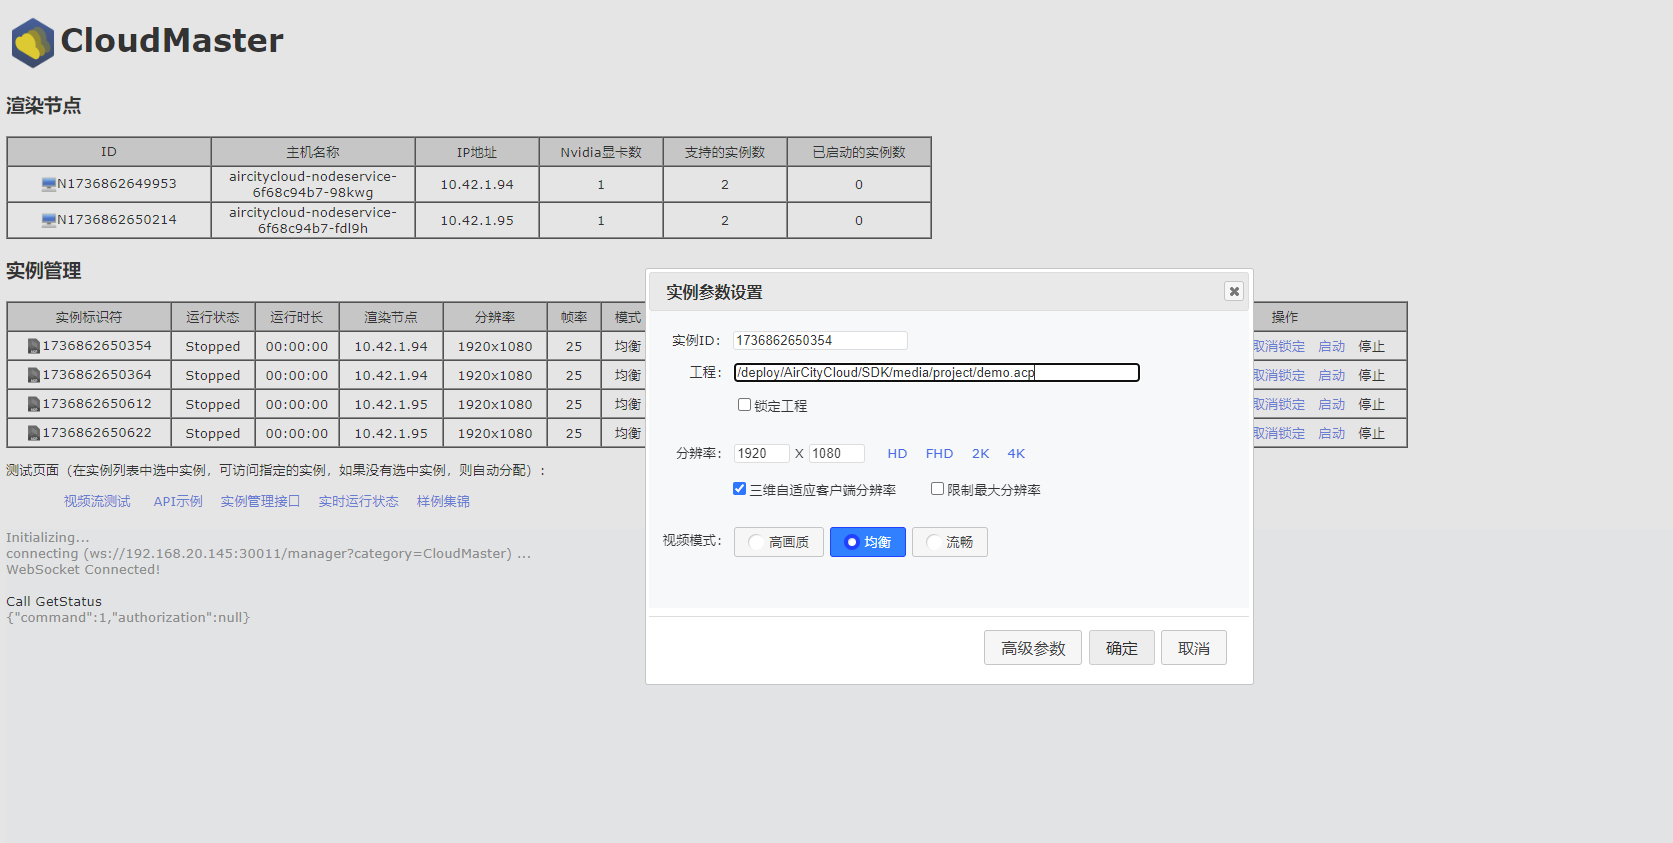 CloudMaster
渲染节点
ID 主机名称 IP地址 Nvidia显卡数 支持的实例数 已启动的实例数
N1736862649953 aircitycloud-nodeservice-6f68c94b7-98kwg 10.42.1.94 1 2 0
N1736862650214 aircitycloud-nodeservice-6f68c94b7-fdl9h 10.42.1.95 1 2 0
实例管理
实例标识符 运行状态 运行时长 渲染节点 分辨率 帧率 模式 操作
1736862650354 Stopped 00:00:00 10.42.1.94 1920x1080 25 均衡 取消锁定 启动 停止
1736862650364 Stopped 00:00:00 10.42.1.94 1920x1080 25 均衡 取消锁定 启动 停止
1736862650612 Stopped 00:00:00 10.42.1.95 1920x1080 25 均衡 取消锁定 启动 停止
1736862650622 Stopped 00:00:00 10.42.1.95 1920x1080 25 均衡 取消锁定 启动 停止
测试页面（在实例列表中选中实例，可访问指定的实例，如果没有选中实例，则自动分配）：
视频流测试 API示例 实例管理接口 实时运行状态 样例集锦
Initializing...
connecting (ws://192.168.20.145:30011/manager?category=CloudMaster) ...
WebSocket Connected!
Call GetStatus
{"command":1,"authorization":null}
实例参数设置
实例ID： 1736862650354
工程： /deploy/AirCityCloud/SDK/media/project/demo.acp
锁定工程
分辨率： 1920 X 1080 HD FHD 2K 4K
三维自适应客户端分辨率 限制最大分辨率
视频模式： 高画质 均衡 流畅
高级参数 确定 取消